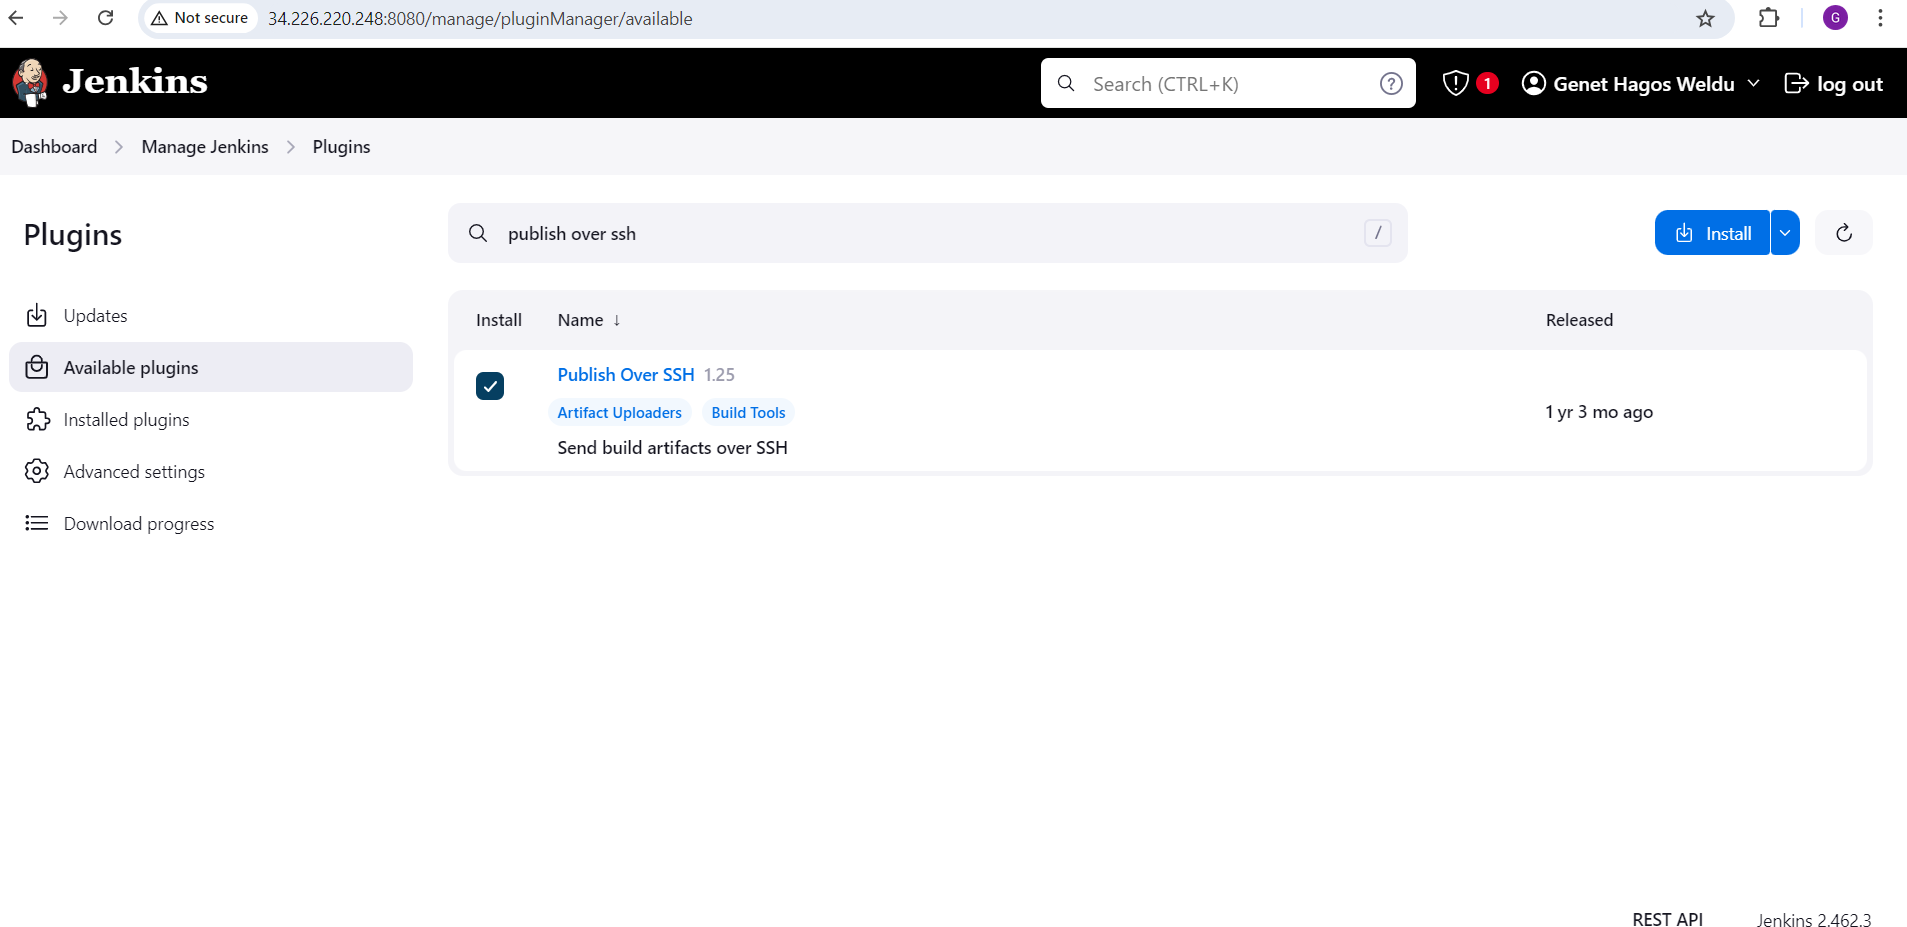 Not secure 34.226.220.248:8080/manage/pluginManager/available G
Jenkins Search (CTRL+K) ? 1 Genet Hagos Weldu log out
Dashboard Manage Jenkins Plugins
Plugins
publish over ssh /
Install
Updates
Available plugins
Installed plugins
Advanced settings
Download progress
Install Name ↓ Released
Publish Over SSH 1.25
Artifact Uploaders Build Tools
Send build artifacts over SSH
1 yr 3 mo ago
REST API Jenkins 2.462.3